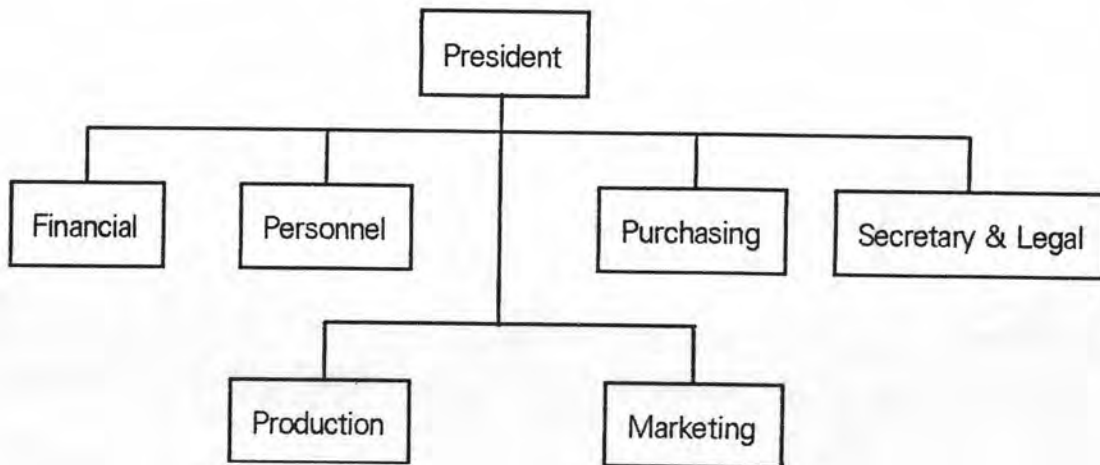 President
Financial
Personnel
Purchasing
Secretary & Legal
Production
Marketing